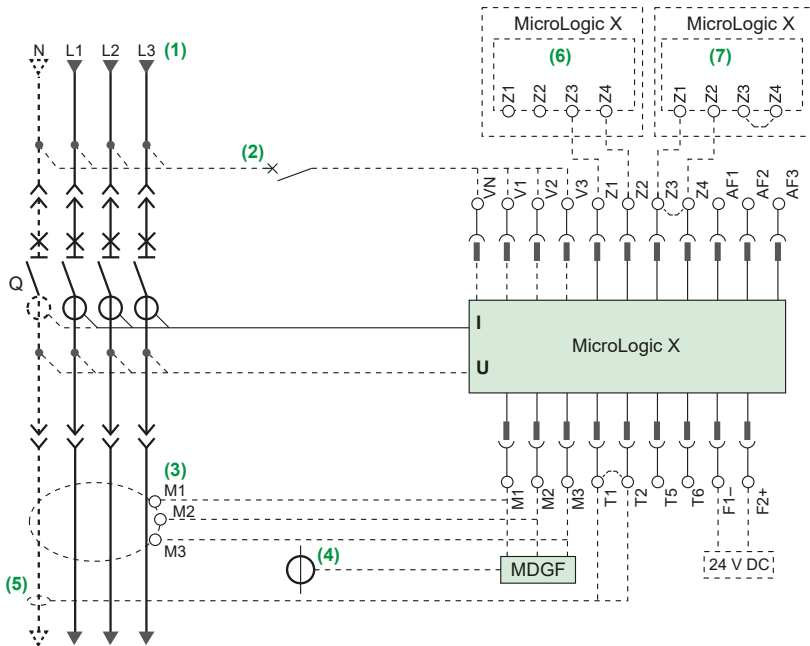 MicroLogic X MicroLogic X
(6) (7)
N L1 L2 L3 (1)
Z1 Z2 Z3 Z4 Z1 Z2 Z3 Z4
(2)
VN V1 V2 V3 Z1 Z2 Z3 Z4 AF1 AF2 AF3
Q
I
MicroLogic X
U
(3)
M1
M2
M3
M1 M2 M3 T1 T2 T5 T6 F1– F2+
(4)
MDGF
24 V DC
(5)